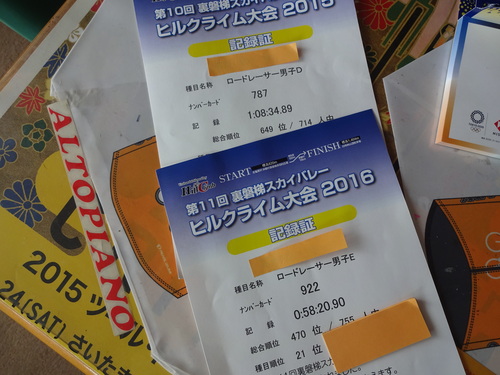 第10回 裏磐梯スカイバレー
ヒルクライム大会 2015
記録証
種目名称 ロードレーサー男子D
ナンバーカード 787
記録 1:08:34.89
総合順位 649 位 / 714 人中
START FINISH
第11回 裏磐梯スカイバレー
ヒルクライム大会 2016
記録証
種目名称 ロードレーサー男子E
ナンバーカード 922
記録 0:58:20.90
総合順位 470 位 / 755 人中
種目順位 21 位
ALTOPIANO
2015 ツ
24(SAT) さいたま
TOKYO 2020